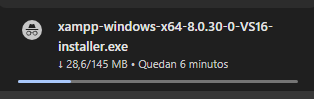 xampp-windows-x64-8.0.30-0-VS16-
installer.exe
↓ 28,6/145 MB • Quedan 6 minutos